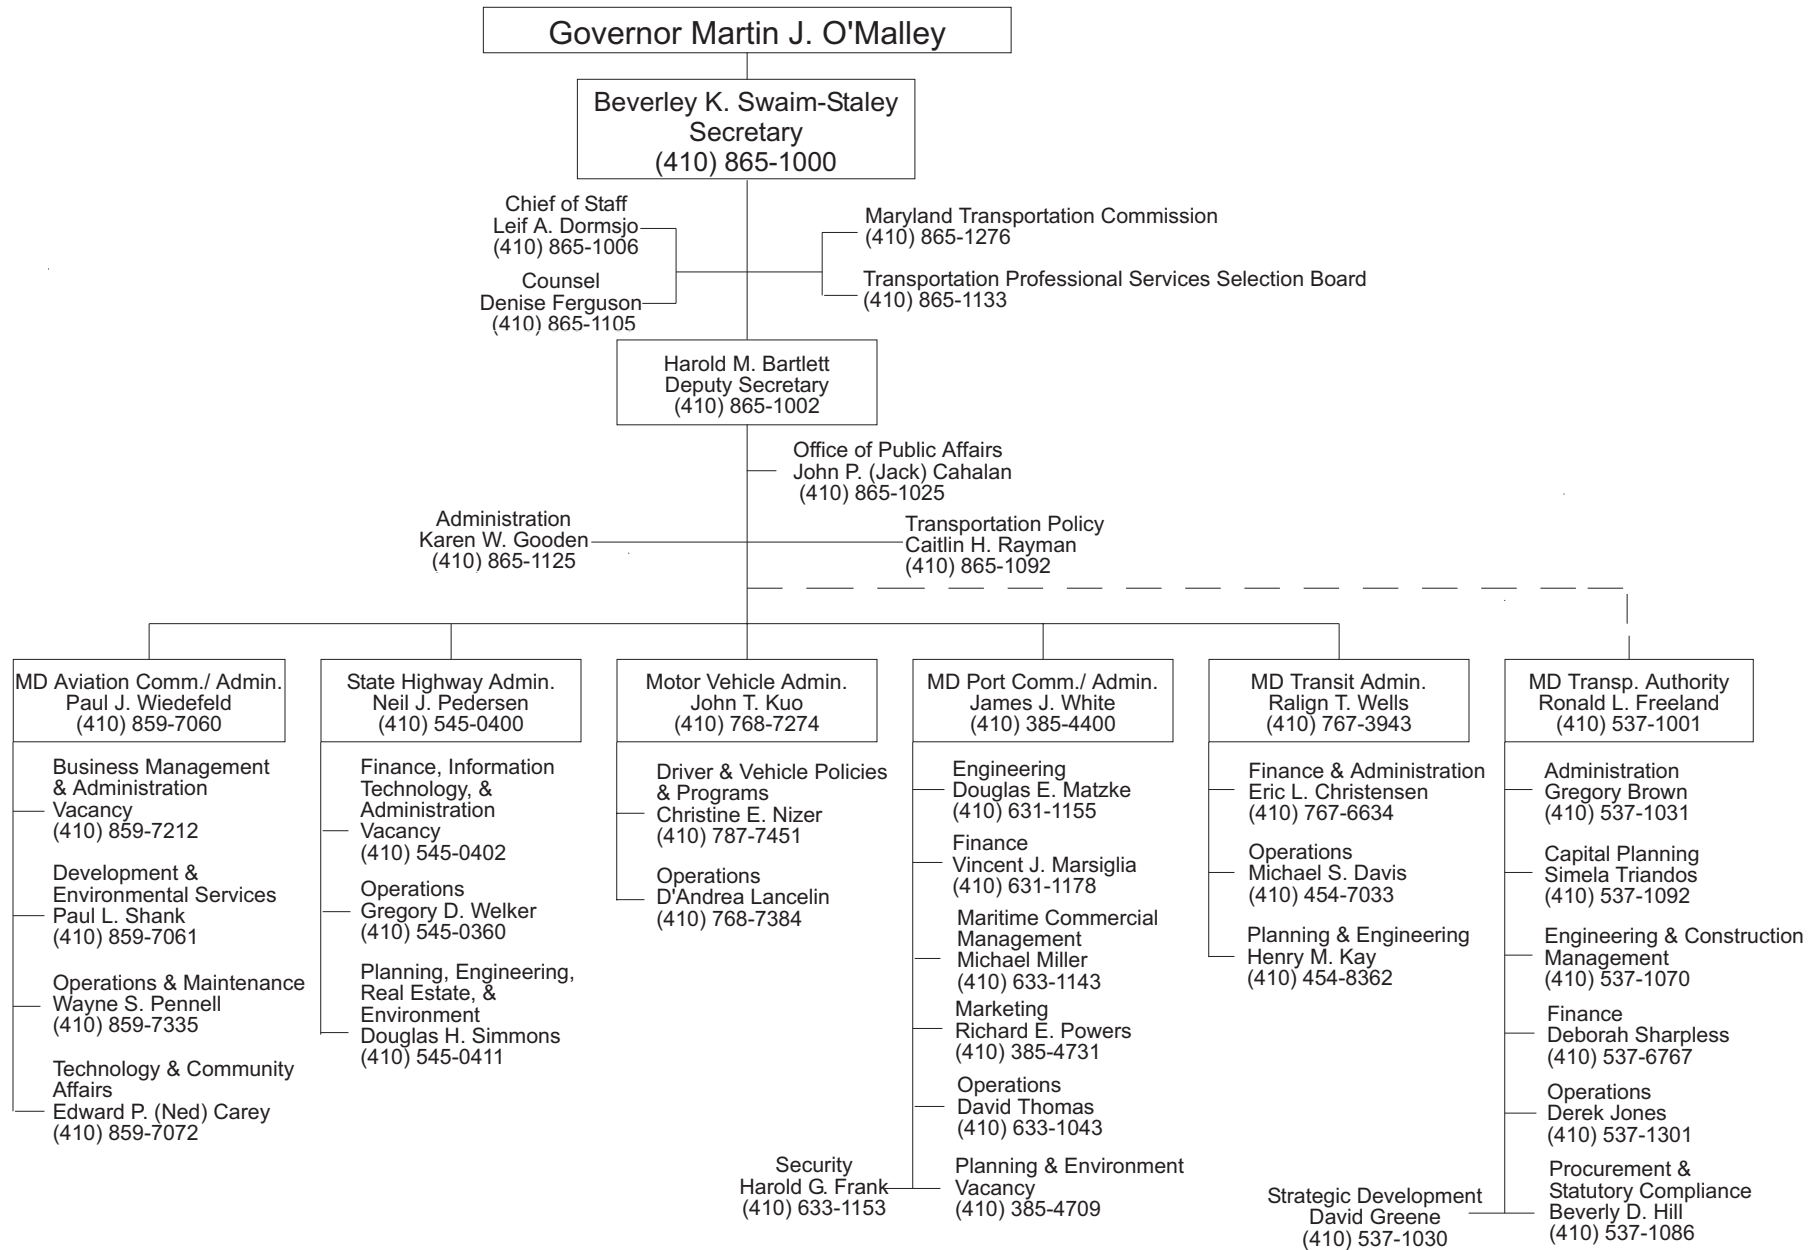 Governor Martin J. O'Malley
Beverley K. Swaim-Staley
Secretary
(410) 865-1000
Chief of Staff
Leif A. Dormsjo
(410) 865-1006
Counsel
Denise Ferguson
(410) 865-1105
Maryland Transportation Commission
(410) 865-1276
Transportation Professional Services Selection Board
(410) 865-1133
Harold M. Bartlett
Deputy Secretary
(410) 865-1002
Office of Public Affairs
John P. (Jack) Cahalan
(410) 865-1025
Administration
Karen W. Gooden
(410) 865-1125
Transportation Policy
Caitlin H. Rayman
(410) 865-1092
MD Aviation Comm./ Admin.
Paul J. Wiedefeld
(410) 859-7060
Business Management
& Administration
Vacancy
(410) 859-7212
Development &
Environmental Services
Paul L. Shank
(410) 859-7061
Operations & Maintenance
Wayne S. Pennell
(410) 859-7335
Technology & Community
Affairs
Edward P. (Ned) Carey
(410) 859-7072
State Highway Admin.
Neil J. Pedersen
(410) 545-0400
Finance, Information
Technology, &
Administration
Vacancy
(410) 545-0402
Operations
Gregory D. Welker
(410) 545-0360
Planning, Engineering,
Real Estate, &
Environment
Douglas H. Simmons
(410) 545-0411
Motor Vehicle Admin.
John T. Kuo
(410) 768-7274
Driver & Vehicle Policies
& Programs
Christine E. Nizer
(410) 787-7451
Operations
D'Andrea Lancelin
(410) 768-7384
MD Port Comm./ Admin.
James J. White
(410) 385-4400
Engineering
Douglas E. Matzke
(410) 631-1155
Finance
Vincent J. Marsiglia
(410) 631-1178
Maritime Commercial
Management
Michael Miller
(410) 633-1143
Marketing
Richard E. Powers
(410) 385-4731
Operations
David Thomas
(410) 633-1043
Security
Harold G. Frank
(410) 633-1153
Planning & Environment
Vacancy
(410) 385-4709
MD Transit Admin.
Ralign T. Wells
(410) 767-3943
Finance & Administration
Eric L. Christensen
(410) 767-6634
Operations
Michael S. Davis
(410) 454-7033
Planning & Engineering
Henry M. Kay
(410) 454-8362
MD Transp. Authority
Ronald L. Freeland
(410) 537-1001
Administration
Gregory Brown
(410) 537-1031
Capital Planning
Simela Triandos
(410) 537-1092
Engineering & Construction
Management
(410) 537-1070
Finance
Deborah Sharpless
(410) 537-6767
Operations
Derek Jones
(410) 537-1301
Strategic Development
David Greene
(410) 537-1030
Procurement &
Statutory Compliance
Beverly D. Hill
(410) 537-1086